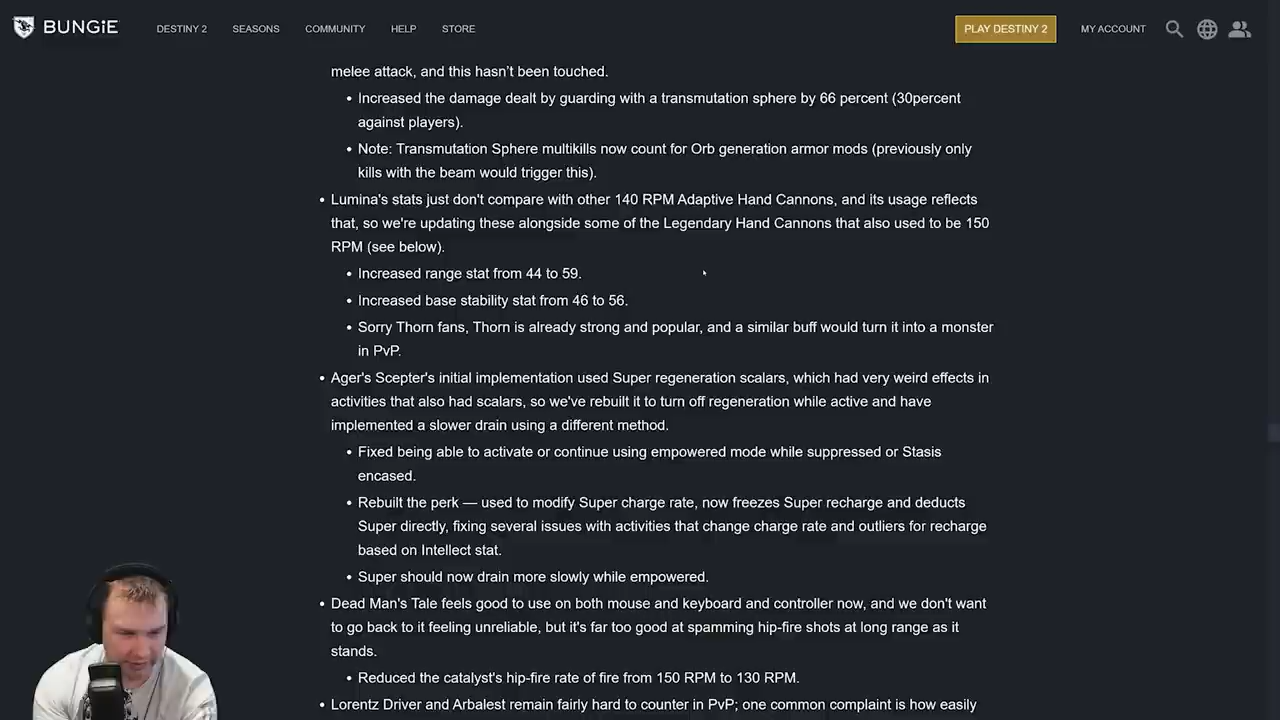 BUNGiE
DESTINY 2
SEASONS
COMMUNITY
HELP
STORE
PLAY DESTINY 2
MY ACCOUNT
melee attack, and this hasn't been touched.
• Increased the damage dealt by guarding with a transmutation sphere by 66 percent (30percent
against players).
• Note: Transmutation Sphere multikills now count for Orb generation armor mods (previously only
kills with the beam would trigger this).
• Lumina's stats just don't compare with other 140 RPM Adaptive Hand Cannons, and its usage reflects
that, so we're updating these alongside some of the Legendary Hand Cannons that also used to be 150
RPM (see below).
• Increased range stat from 44 to 59.
• Increased base stability stat from 46 to 56.
• Sorry Thorn fans, Thorn is already strong and popular, and a similar buff would turn it into a monster
in PvP.
• Ager's Scepter's initial implementation used Super regeneration scalars, which had very weird effects in
activities that also had scalars, so we've rebuilt it to turn off regeneration while active and have
implemented a slower drain using a different method.
• Fixed being able to activate or continue using empowered mode while suppressed or Stasis
encased.
• Rebuilt the perk — used to modify Super charge rate, now freezes Super recharge and deducts
Super directly, fixing several issues with activities that change charge rate and outliers for recharge
based on Intellect stat.
• Super should now drain more slowly while empowered.
• Dead Man's Tale feels good to use on both mouse and keyboard and controller now, and we don't want
to go back to it feeling unreliable, but it's far too good at spamming hip-fire shots at long range as it
stands.
• Reduced the catalyst's hip-fire rate of fire from 150 RPM to 130 RPM.
• Lorentz Driver and Arbalest remain fairly hard to counter in PvP; one common complaint is how easily